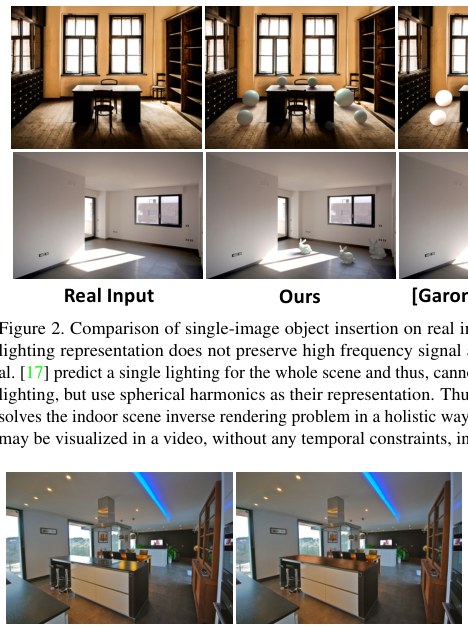 Real Input
Ours
[Garon
Figure 2. Comparison of single-image object insertion on real in
lighting representation does not preserve high frequency signal
al. [17] predict a single lighting for the whole scene and thus, canno
lighting, but use spherical harmonics as their representation. Thu
solves the indoor scene inverse rendering problem in a holistic way
may be visualized in a video, without any temporal constraints, in